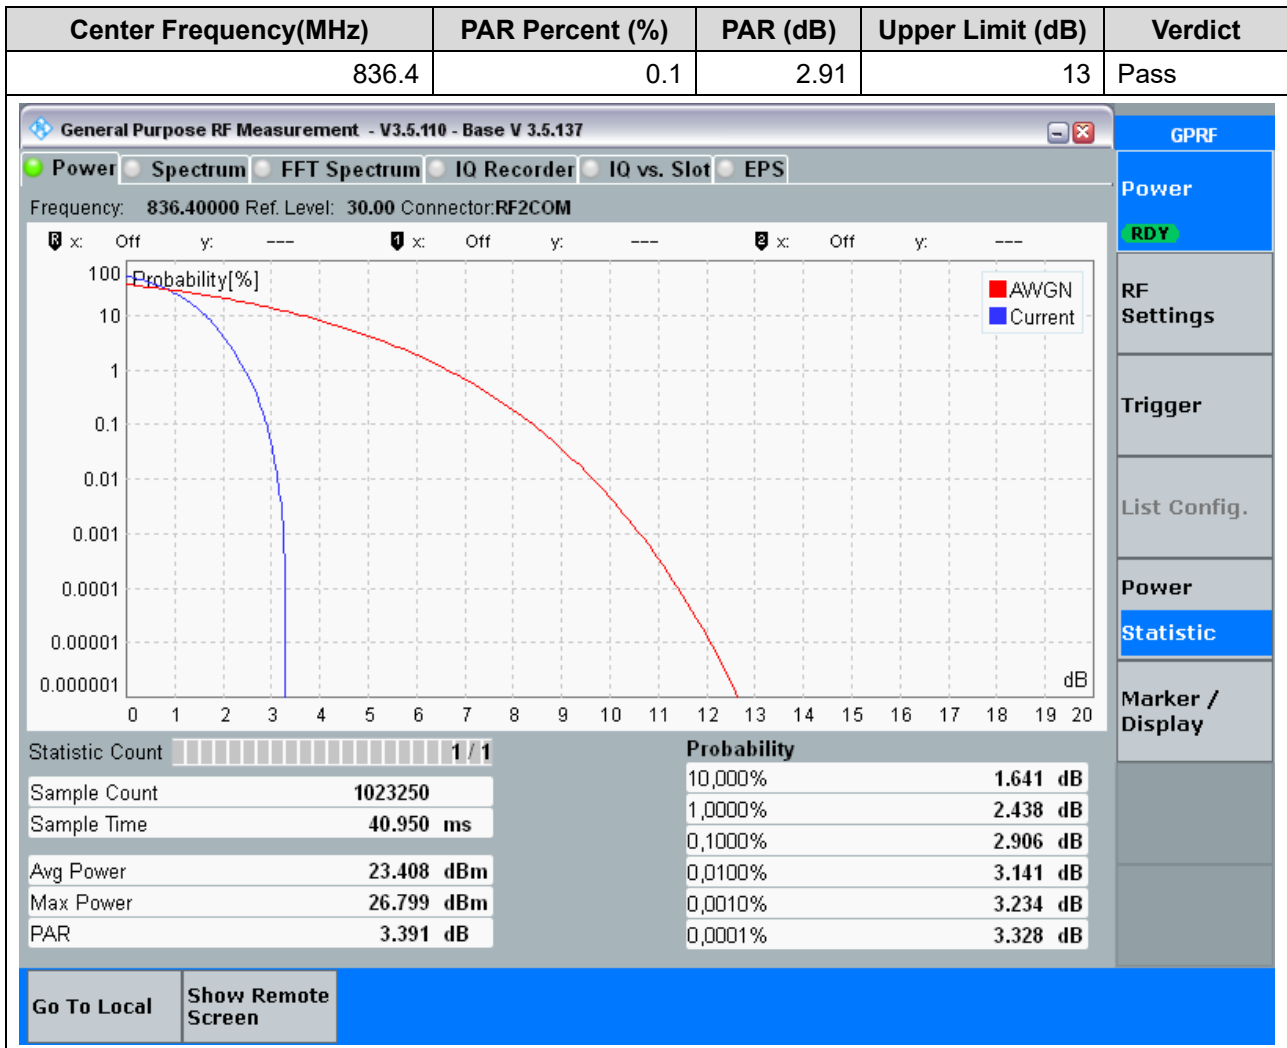 Center Frequency(MHz) PAR Percent (%) PAR (dB) Upper Limit (dB) Verdict
836.4 0.1 2.91 13 Pass
General Purpose RF Measurement - V3.5.110 - Base V 3.5.137
GPRF
Power Spectrum FFT Spectrum IQ Recorder IQ vs. Slot EPS
Frequency: 836.40000 Ref. Level: 30.00 Connector:RF2COM
R x: Off y: --- 1 x: Off y: --- 2 x: Off y: ---
Probability[%]
100
10
1
0.1
0.01
0.001
0.0001
0.00001
0.000001
AWGN
Current
dB
0 1 2 3 4 5 6 7 8 9 10 11 12 13 14 15 16 17 18 19 20
Statistic Count 1 / 1
Sample Count 1023250
Sample Time 40.950 ms
Avg Power 23.408 dBm
Max Power 26.799 dBm
PAR 3.391 dB
Probability
10,000% 1.641 dB
1,0000% 2.438 dB
0,1000% 2.906 dB
0,0100% 3.141 dB
0,0010% 3.234 dB
0,0001% 3.328 dB
Power
RDY
RF
Settings
Trigger
List Config.
Power
Statistic
Marker /
Display
Go To Local
Show Remote
Screen